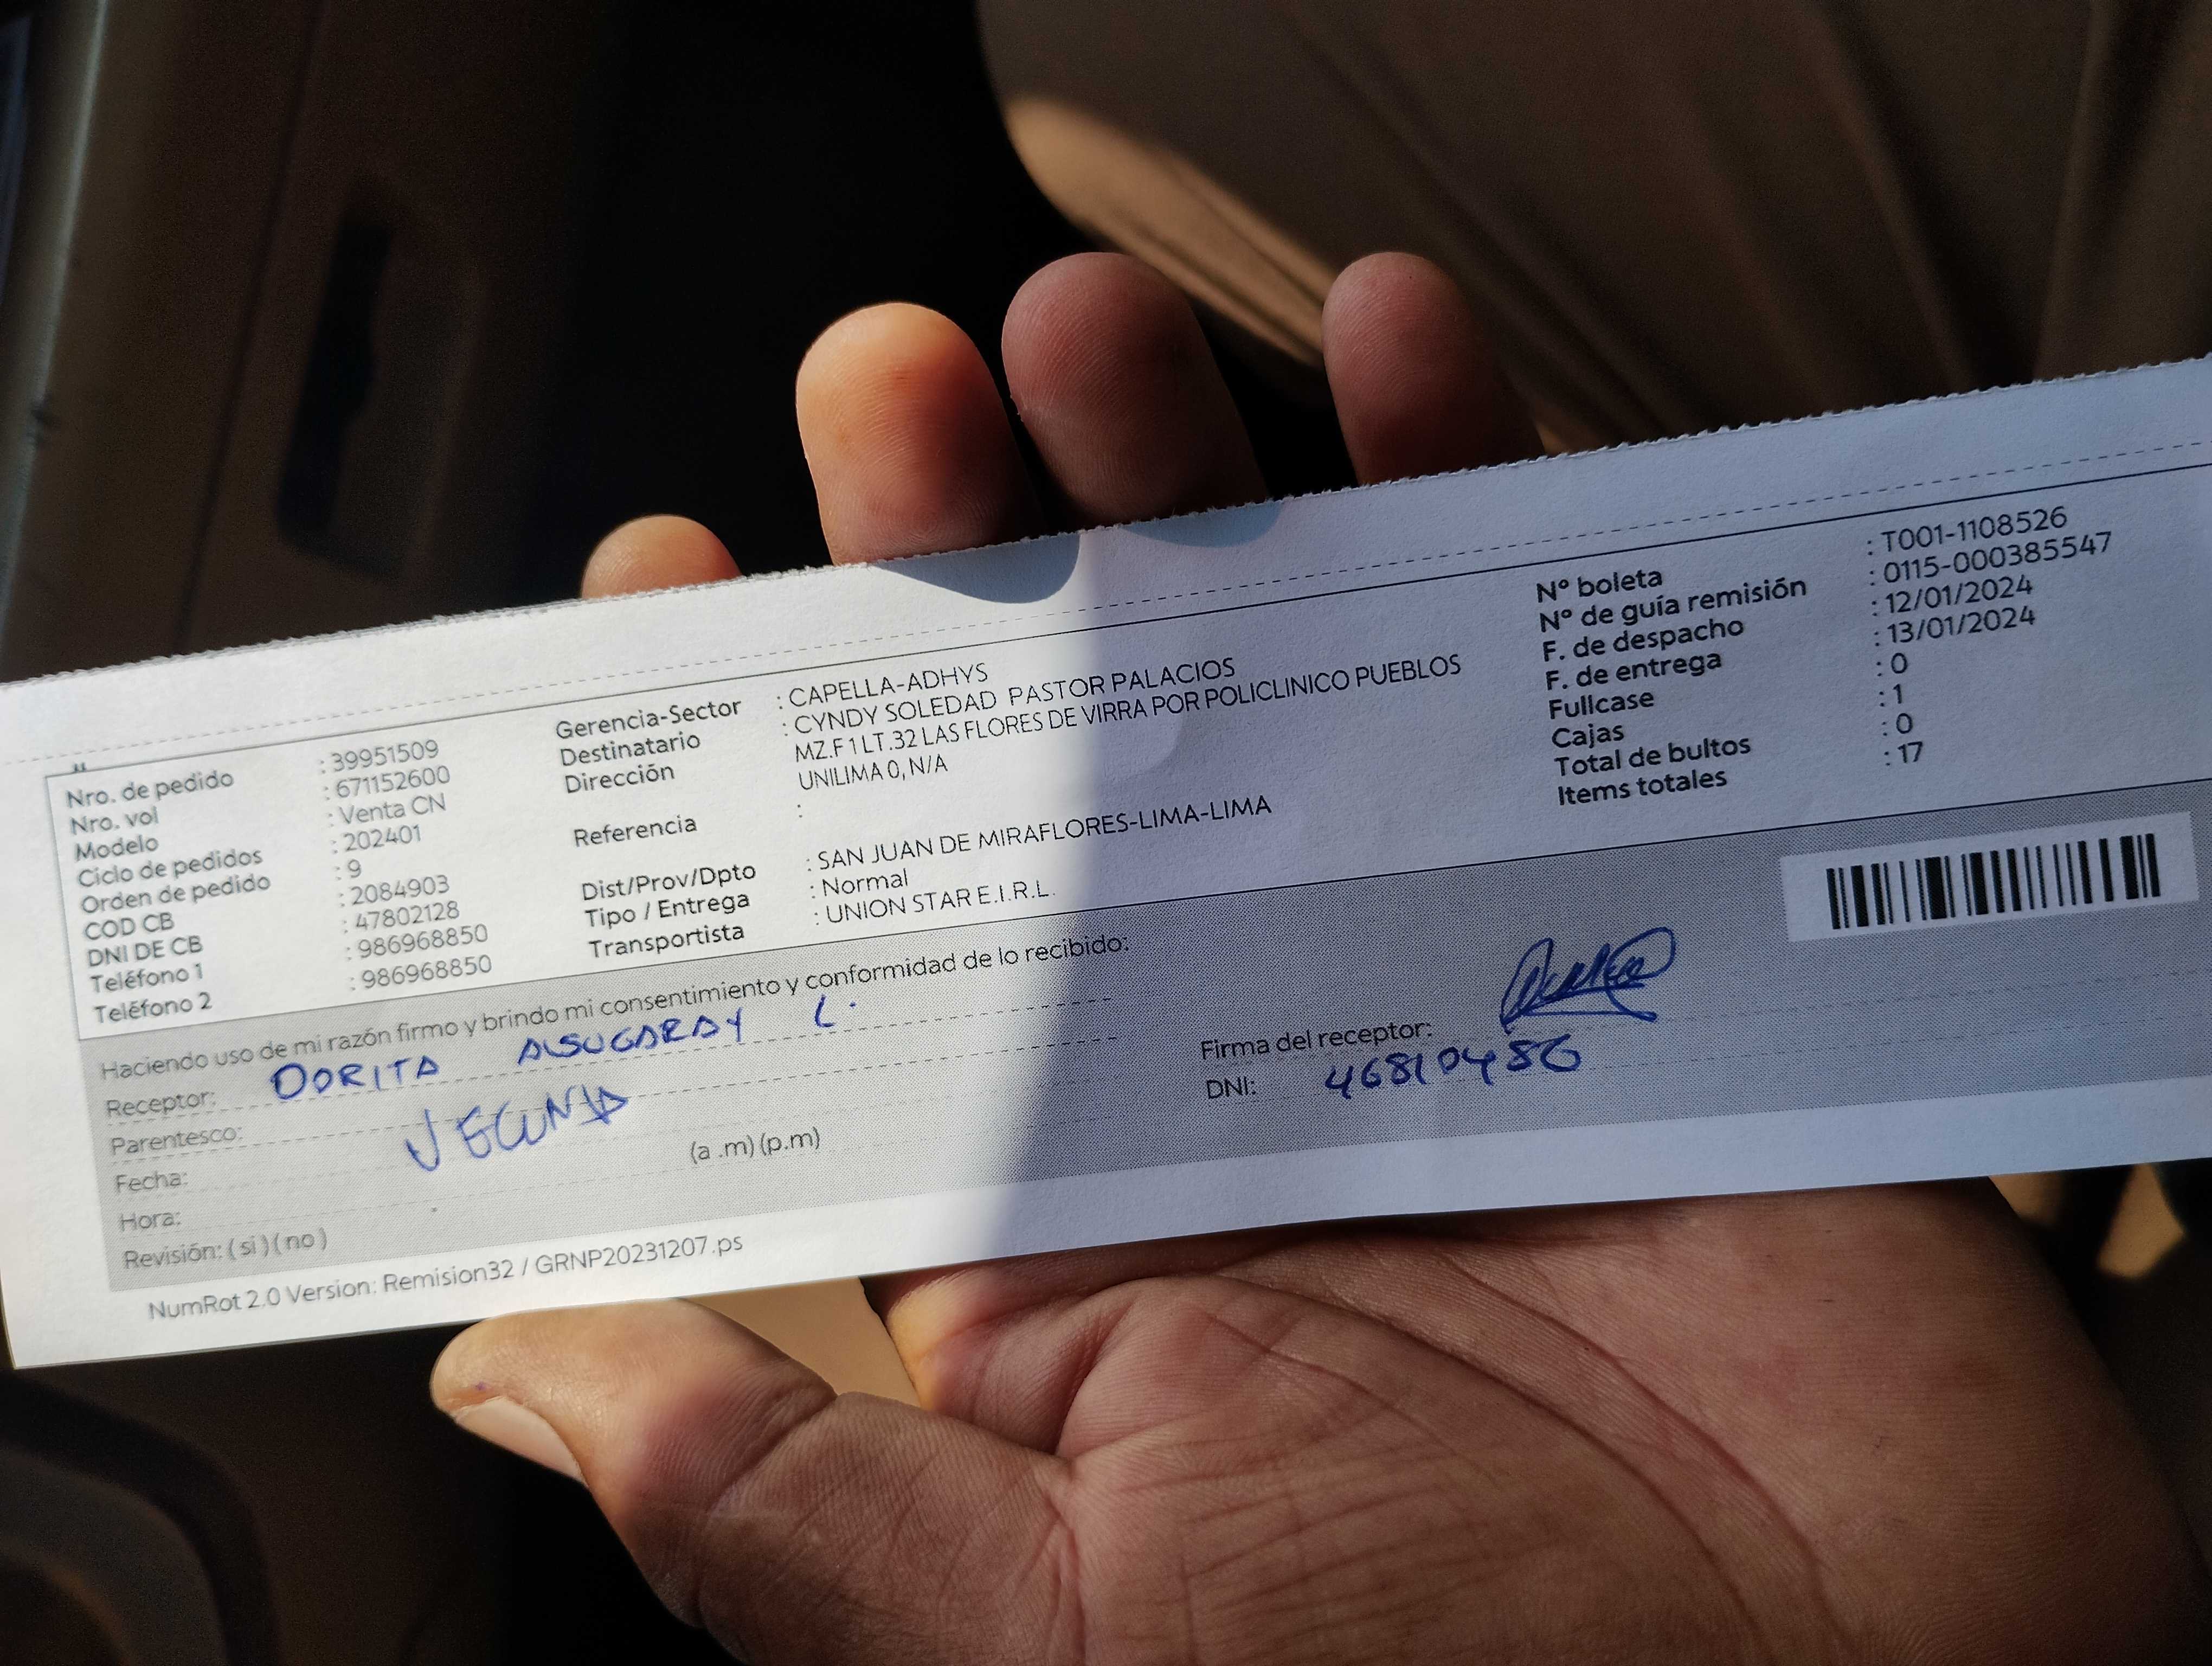 Nro. de pedido : 39951509
Nro. vol : 671152600
Modelo : Venta CN
Ciclo de pedidos : 202401
Orden de pedido : 9
COD CB : 2084903
DNI DE CB : 47802128
Teléfono 1 : 986968850
Teléfono 2 : 986968850
Gerencia-Sector : CAPELLA-ADHYS
Destinatario : CYNDY SOLEDAD PASTOR PALACIOS
Dirección MZ.F 1 LT.32 LAS FLORES DE VIRRA POR POLICLINICO PUEBLOS
UNILIMA 0, N/A
Referencia :
Dist/Prov/Dpto : SAN JUAN DE MIRAFLORES-LIMA-LIMA
Tipo / Entrega : Normal
Transportista : UNION STAR E.I.R.L.
Nº boleta : T001-1108526
Nº de guía remisión : 0115-000385547
F. de despacho : 12/01/2024
F. de entrega : 13/01/2024
Fullcase : 0
Cajas : 1
Total de bultos : 0
Items totales : 17
Haciendo uso de mi razón firmo y brindo mi consentimiento y conformidad de lo recibido:
Receptor: DORITA ALSUGARAY L.
Parentesco: VECINA
Fecha:
Hora: (a .m) (p.m)
Revisión: ( si ) ( no )
Firma del receptor:
DNI: 46810486
NumRot 2.0 Version: Remision32 / GRNP20231207.ps